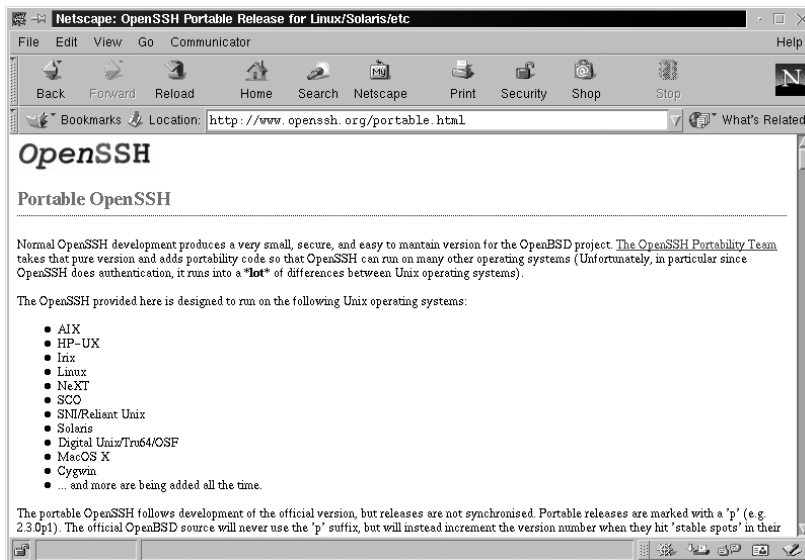 Netscape: OpenSSH Portable Release for Linux/Solaris/etc
File Edit View Go Communicator Help
My
N
Back Forward Reload Home Search Netscape Print Security Shop Stop
Bookmarks Location: http://www.openssh.org/portable.html What's Related
OpenSSH
Portable OpenSSH
Normal OpenSSH development produces a very small, secure, and easy to mantain version for the OpenBSD project. The OpenSSH Portability Team
takes that pure version and adds portability code so that OpenSSH can run on many other operating systems (Unfortunately, in particular since
OpenSSH does authentication, it runs into a *lot* of differences between Unix operating systems).
The OpenSSH provided here is designed to run on the following Unix operating systems:
● AIX
● HP-UX
● Irix
● Linux
● NeXT
● SCO
● SNI/Reliant Unix
● Solaris
● Digital Unix/Tru64/OSF
● MacOS X
● Cygwin
● ... and more are being added all the time.
The portable OpenSSH follows development of the official version, but releases are not synchronised. Portable releases are marked with a 'p' (e.g.
2.3.0p1). The official OpenBSD source will never use the 'p' suffix, but will instead increment the version number when they hit 'stable spots' in their